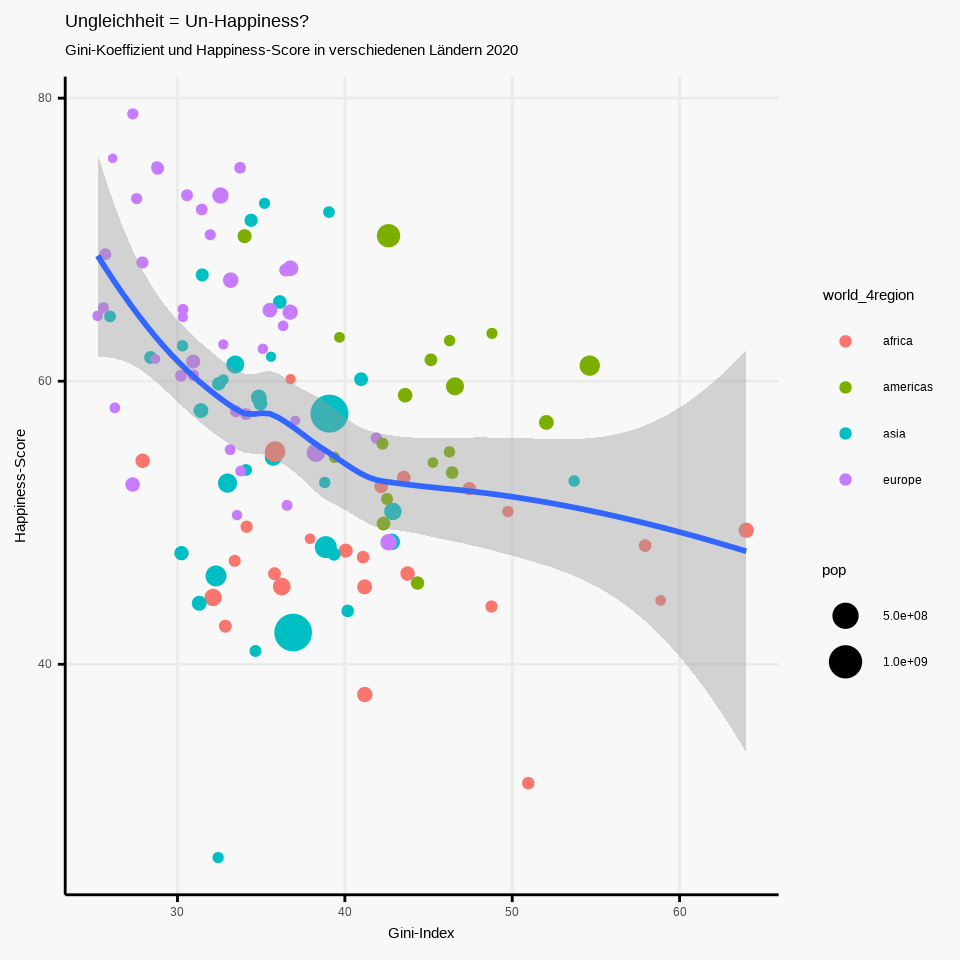 Ungleichheit = Un-Happiness?
Gini-Koeffizient und Happiness-Score in verschiedenen Ländern 2020
80
60
40
Happiness-Score
30
40
50
60
Gini-Index
world_4region
africa
americas
asia
europe
pop
5.0e+08
1.0e+09